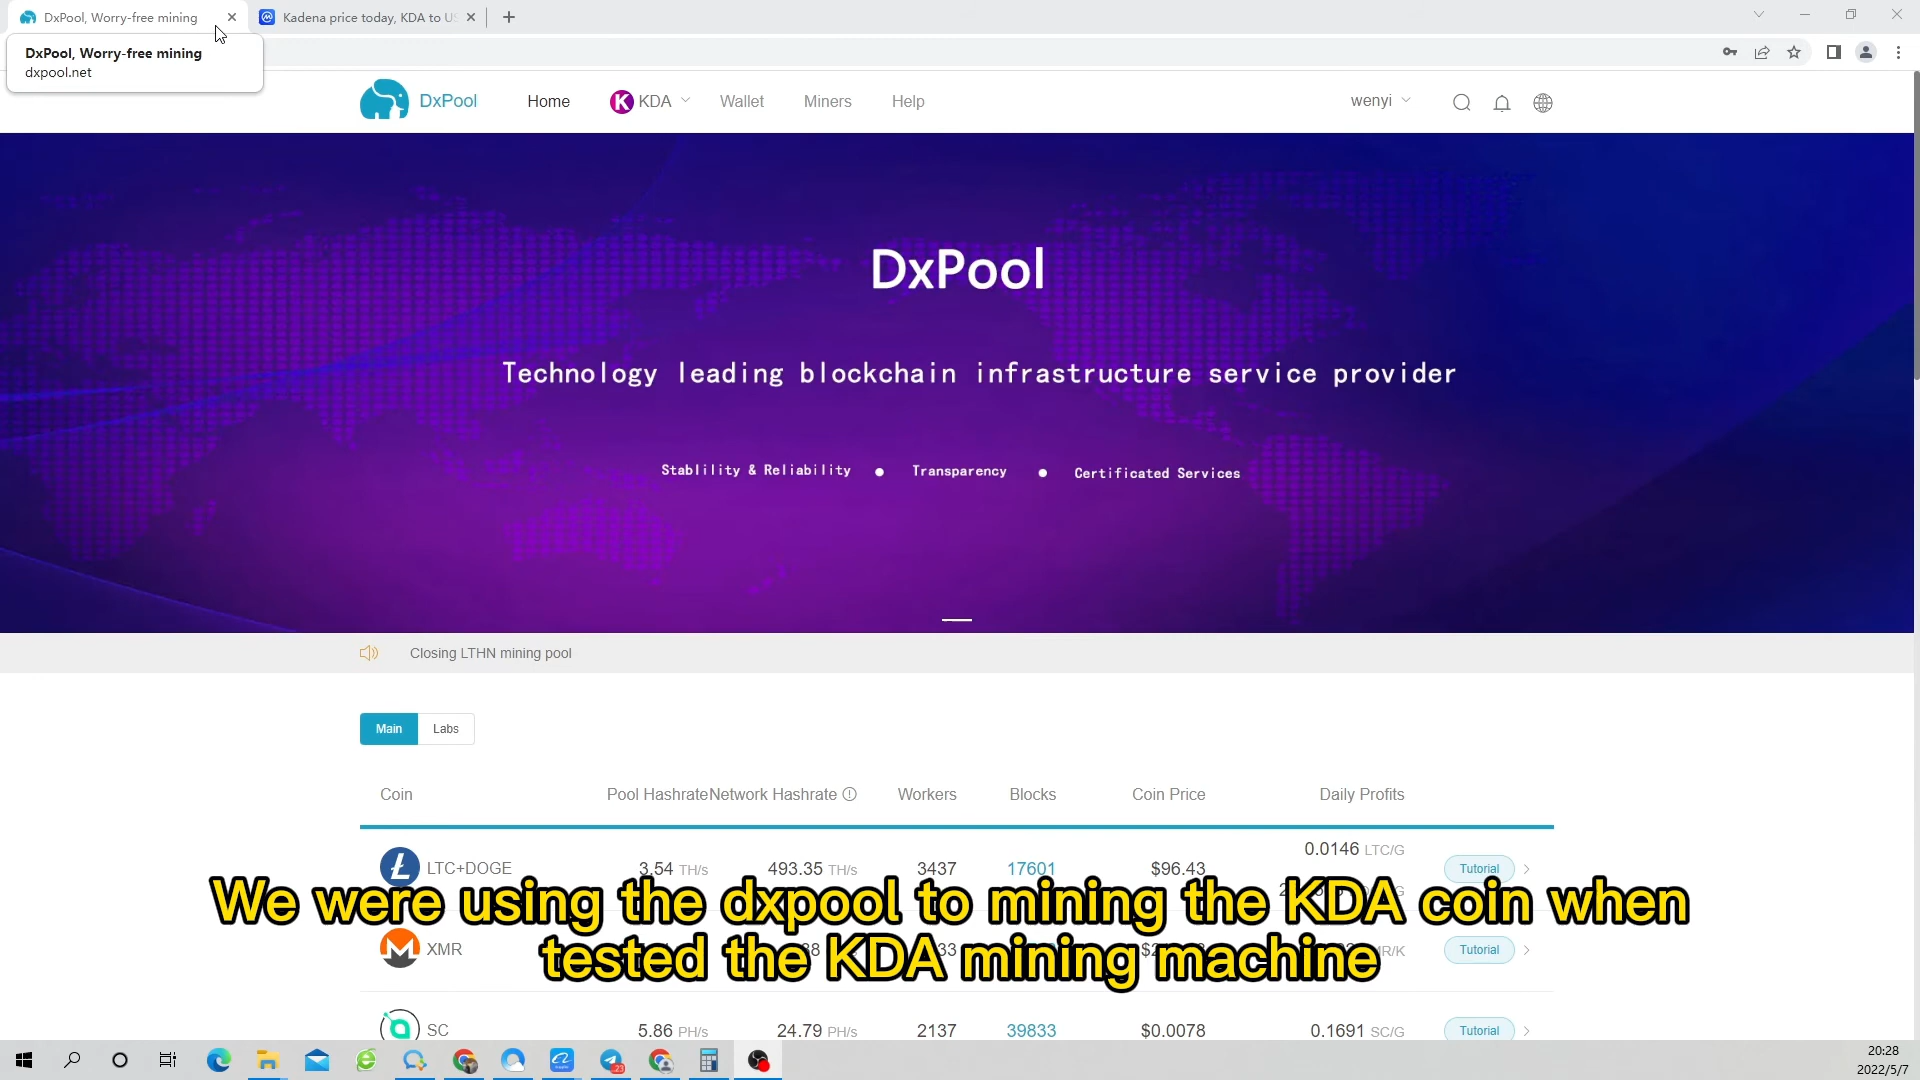 DxPool, Worry-free mining
Kadena price today, KDA to US
DxPool, Worry-free mining
dxpool.net
DxPool
Home
KDA
Wallet
Miners
Help
wenyi
DxPool
Technology leading blockchain infrastructure service provider
Stablility & Reliability ● Transparency ● Certificated Services
Closing LTHN mining pool
Main Labs
Coin Pool Hashrate Network Hashrate Workers Blocks Coin Price Daily Profits
0.0146 LTC/G
LTC+DOGE 3.54 TH/s 493.35 TH/s 3437 17601 $96.43 Tutorial
We were using the dxpool to mining the KDA coin when
tested the KDA mining machine
XMR Tutorial
SC 5.86 PH/s 24.79 PH/s 2137 39833 $0.0078 0.1691 SC/G Tutorial
23
20:28
2022/5/7